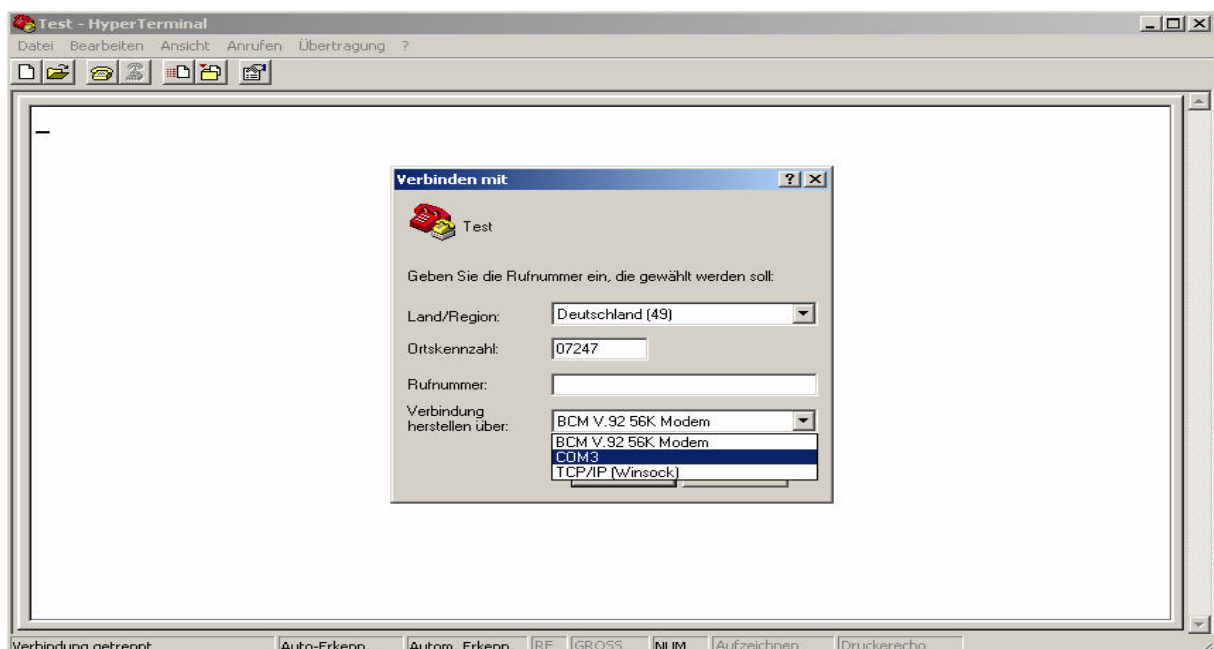 Test - HyperTerminal
Datei Bearbeiten Ansicht Anrufen Übertragung ?
Verbinden mit
Test
Geben Sie die Rufnummer ein, die gewählt werden soll:
Land/Region: Deutschland (49)
Ortskennzahl: 07247
Rufnummer:
Verbindung
herstellen über: BCM V.92 56K Modem
BCM V.92 56K Modem
COM3
TCP/IP (Winsock)
Verbindung getrennt Auto-Erkenn. Autom. Erkenn. RF GROSS NUM Aufzeichnen Druckerecho